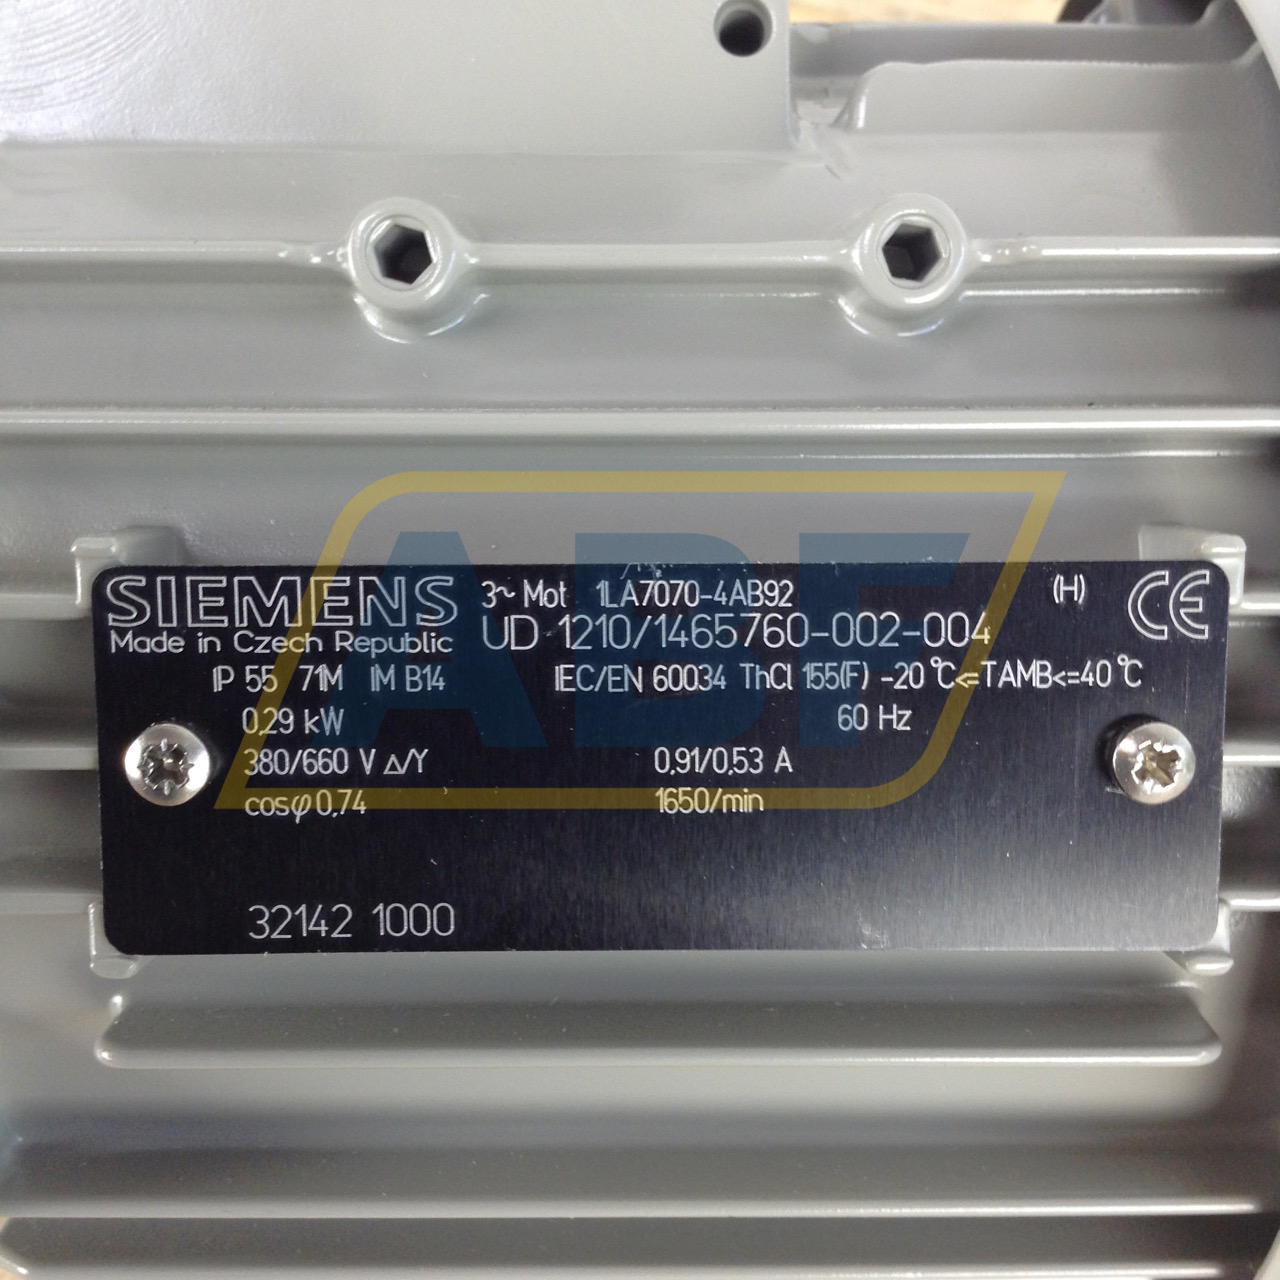 SIEMENS 3~ Mot 1LA7070-4AB92 (H) CE
Made in Czech Republic UD 1210/1465760-002-004
IP 55 71M IM B14 IEC/EN 60034 ThCl 155(F) -20°C<=TAMB<=40°C
0,29 kW 60 Hz
380/660 V Δ/Y 0,91/0,53 A
cosφ 0,74 1650/min
32142 1000
ABF